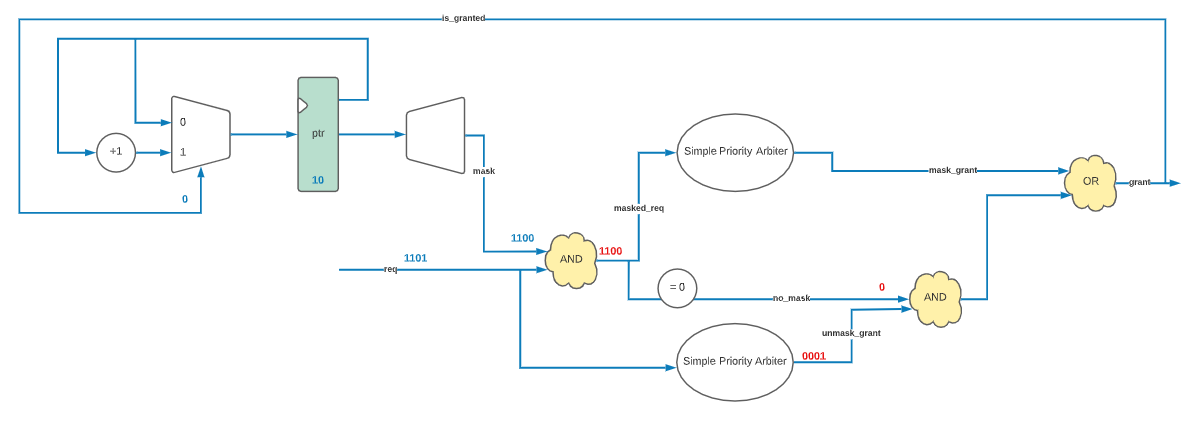 is_granted
0
+1
1
ptr
10
0
mask
Simple Priority Arbiter
mask_grant
OR
grant
masked_req
1100
1101
req
AND
1100
= 0
no_mask
0
AND
unmask_grant
Simple Priority Arbiter
0001